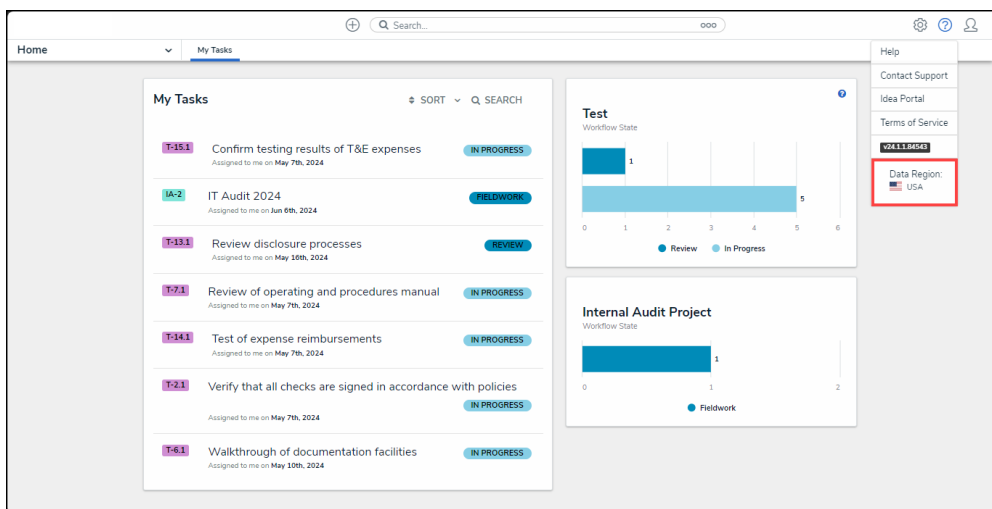 Search...
Home
My Tasks
Help
Contact Support
Idea Portal
Terms of Service
v24.1.1.84543
Data Region:
USA
My Tasks
SORT
SEARCH
T-15.1
Confirm testing results of T&E expenses
IN PROGRESS
Assigned to me on May 7th, 2024
IA-2
IT Audit 2024
FIELDWORK
Assigned to me on Jun 6th, 2024
T-13.1
Review disclosure processes
REVIEW
Assigned to me on May 16th, 2024
T-7.1
Review of operating and procedures manual
IN PROGRESS
Assigned to me on May 7th, 2024
T-14.1
Test of expense reimbursements
IN PROGRESS
Assigned to me on May 7th, 2024
T-2.1
Verify that all checks are signed in accordance with policies
IN PROGRESS
Assigned to me on May 7th, 2024
T-6.1
Walkthrough of documentation facilities
IN PROGRESS
Assigned to me on May 10th, 2024
Test
Workflow State
1
5
0 1 2 3 4 5 6
Review In Progress
Internal Audit Project
Workflow State
1
0 1 2
Fieldwork